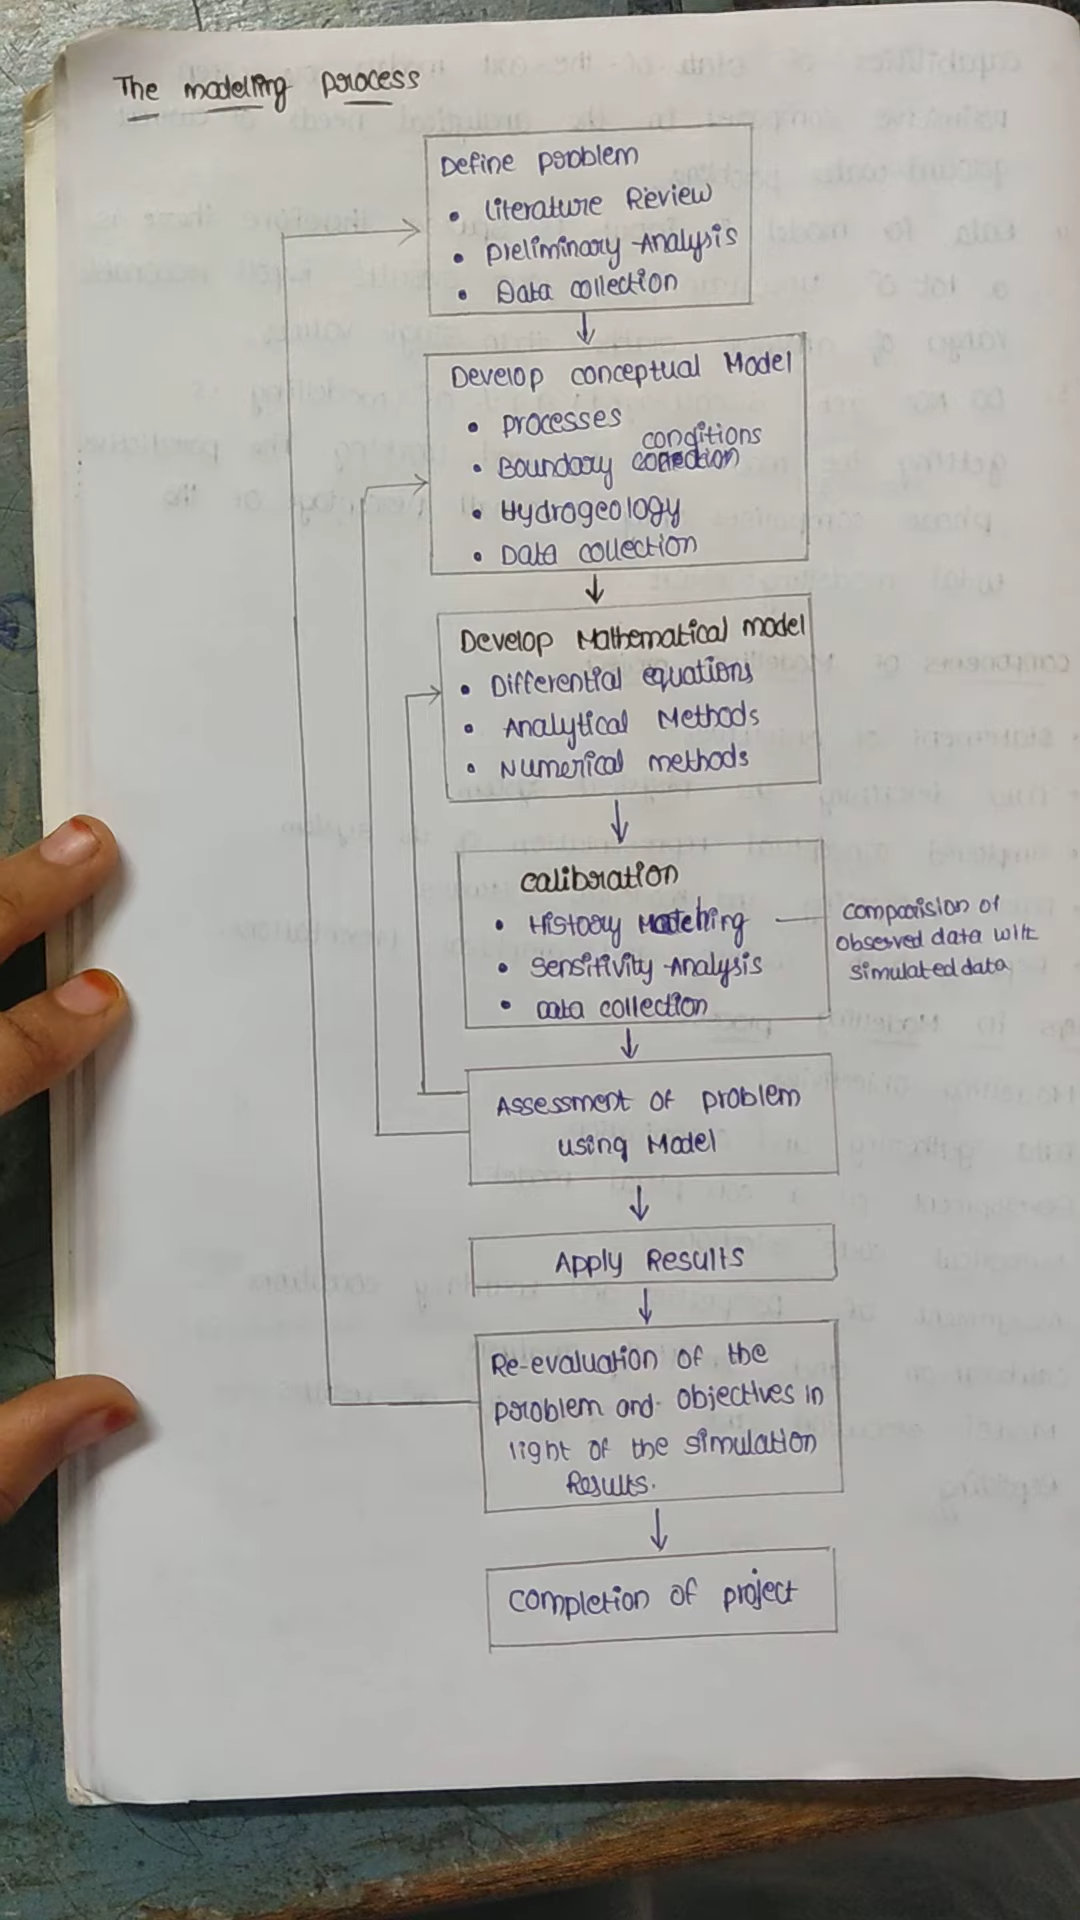 The modelling process
Define problem
• Literature Review
• Preliminary Analysis
• Data collection
Develop conceptual Model
• Processes
conditions
• Boundary
• Hydrogeology
• Data collection
Develop Mathematical model
• Differential equations
• Analytical Methods
• Numerical methods
calibration
• History Matching
• Sensitivity Analysis
• Data collection
comparision of
observed data with
simulated data
Assessment of problem
using Model
Apply Results
Re-evaluation of the
problem and objectives in
light of the simulation
Results.
completion of project